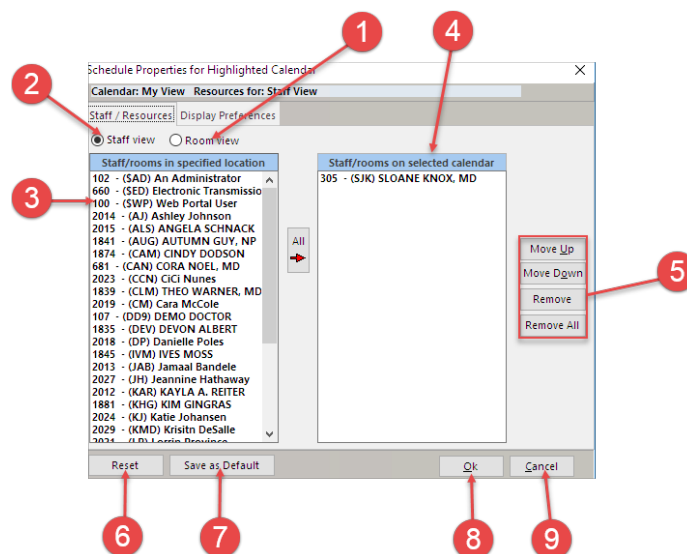 1
4
2
Schedule Properties for Highlighted Calendar
Calendar: My View Resources for: Staff View
Staff / Resources Display Preferences
Staff view Room view
Staff/rooms in specified location
Staff/rooms on selected calendar
3
102 - ($AD) An Administrator
660 - ($ED) Electronic Transmissio
100 - ($WP) Web Portal User
2014 - (AJ) Ashley Johnson
2015 - (ALS) ANGELA SCHNACK
1841 - (AUG) AUTUMN GUY, NP
1874 - (CAM) CINDY DODSON
681 - (CAN) CORA NOEL, MD
2023 - (CCN) CiCi Nunes
1839 - (CLM) THEO WARNER, MD
2019 - (CM) Cara McCole
107 - (DD9) DEMO DOCTOR
1835 - (DEV) DEVON ALBERT
2018 - (DP) Danielle Poles
1845 - (IVM) IVES MOSS
2013 - (JAB) Jamaal Bandele
2027 - (JH) Jeannine Hathaway
2012 - (KAR) KAYLA A. REITER
1881 - (KHG) KIM GINGRAS
2024 - (KJ) Katie Johansen
2029 - (KMD) Krisitn DeSalle
2021 - (LP) Lorrin Province
All
305 - (SJK) SLOANE KNOX, MD
Move Up
Move Down
Remove
Remove All
5
Reset Save as Default Ok Cancel
6
7
8
9